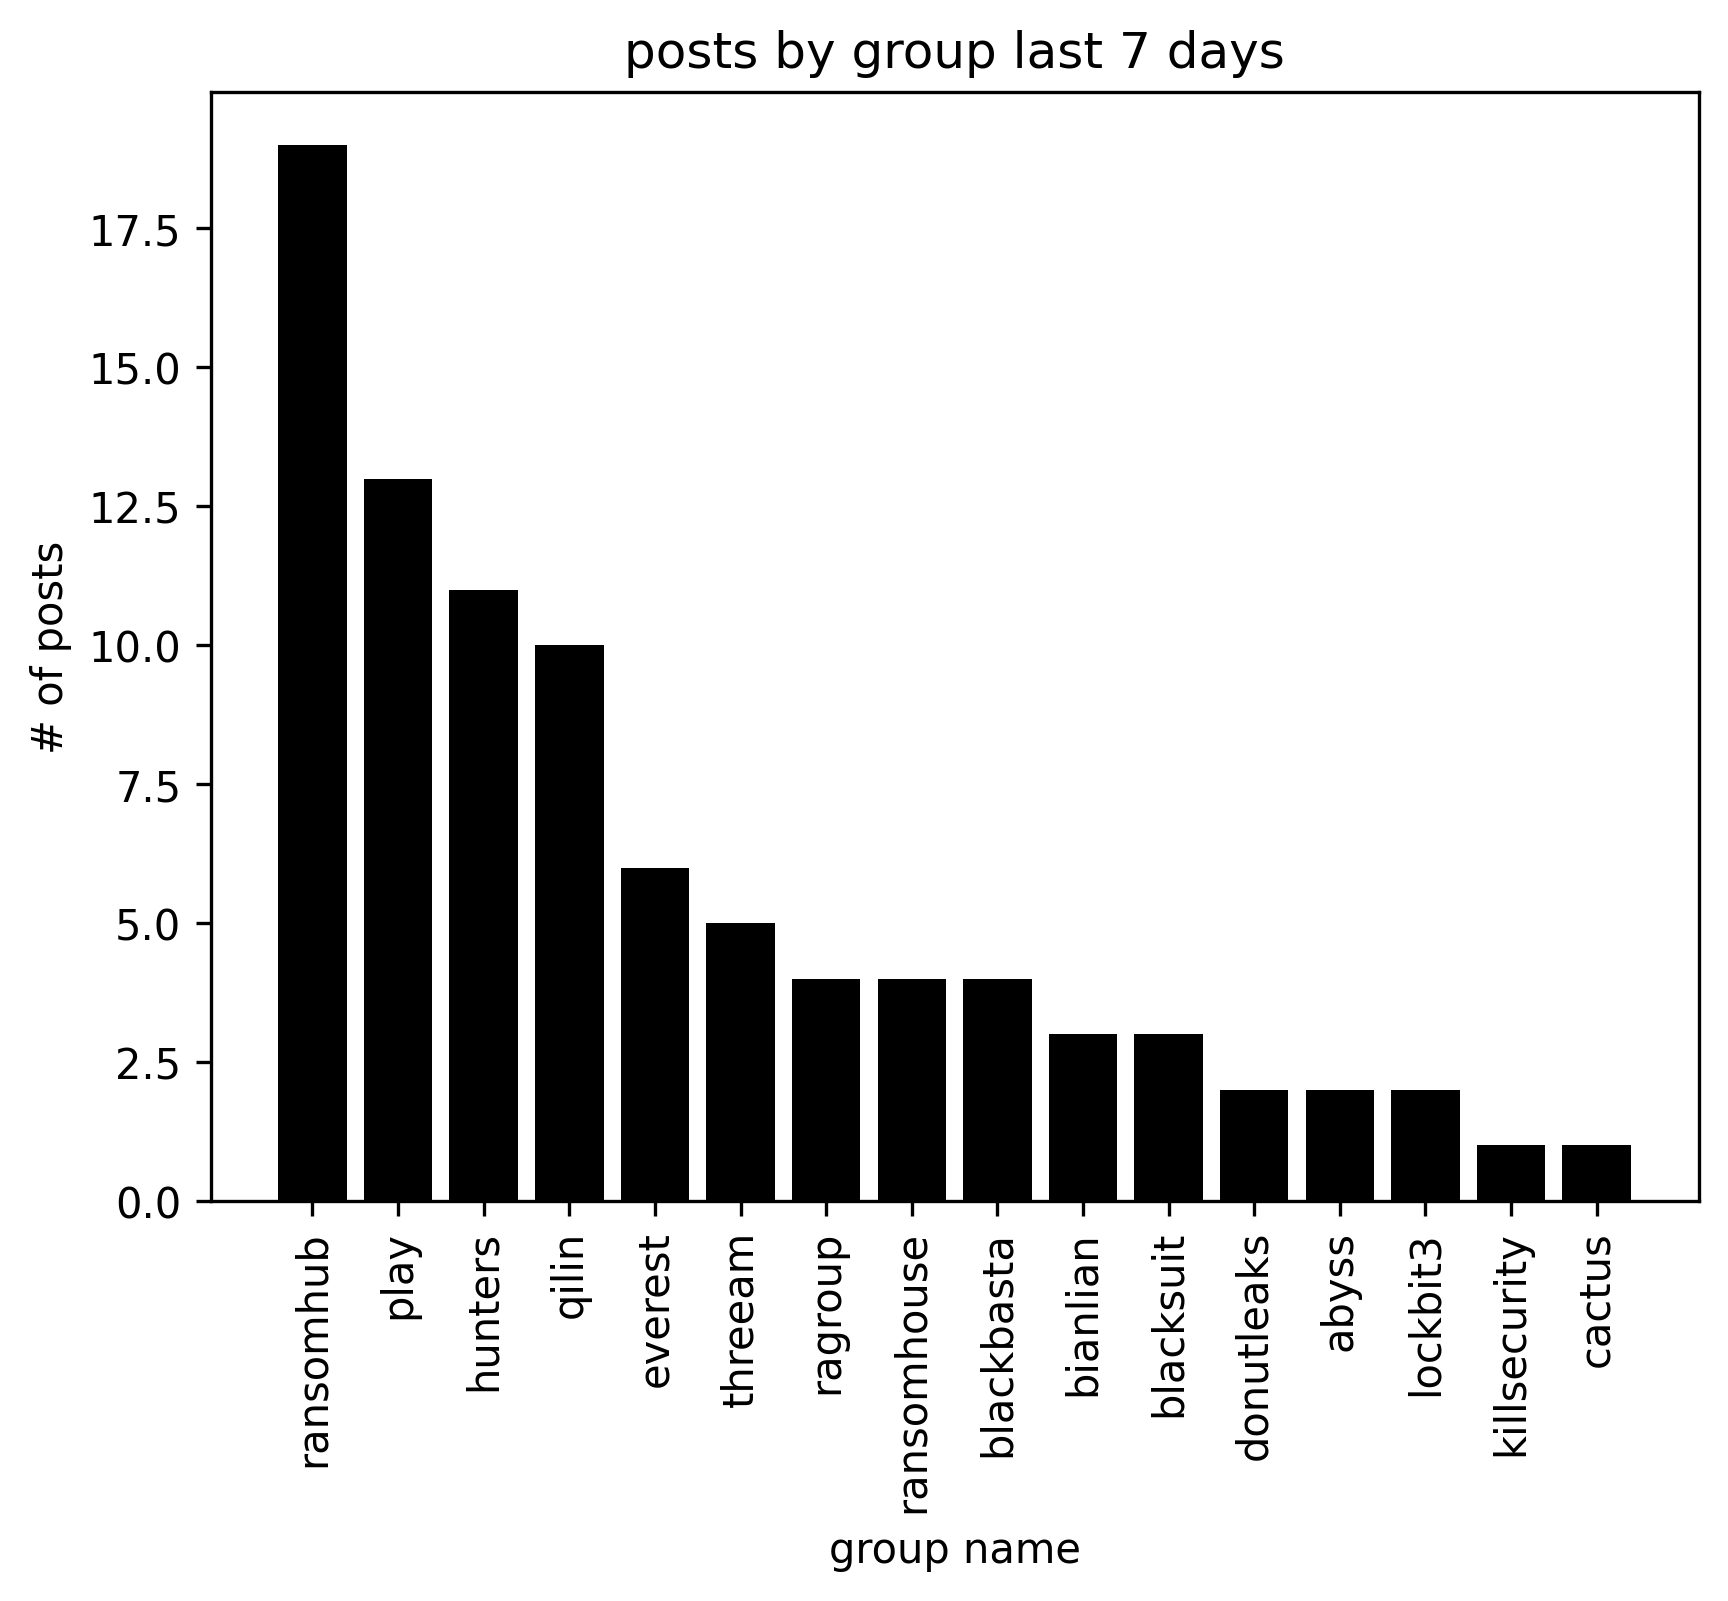 posts by group last 7 days
# of posts
17.5
15.0
12.5
10.0
7.5
5.0
2.5
0.0
ransomhub
play
hunters
qilin
everest
threeam
ragroup
ransomhouse
blackbasta
bianlian
blacksuit
donutleaks
abyss
lockbit3
killsecurity
cactus
group name